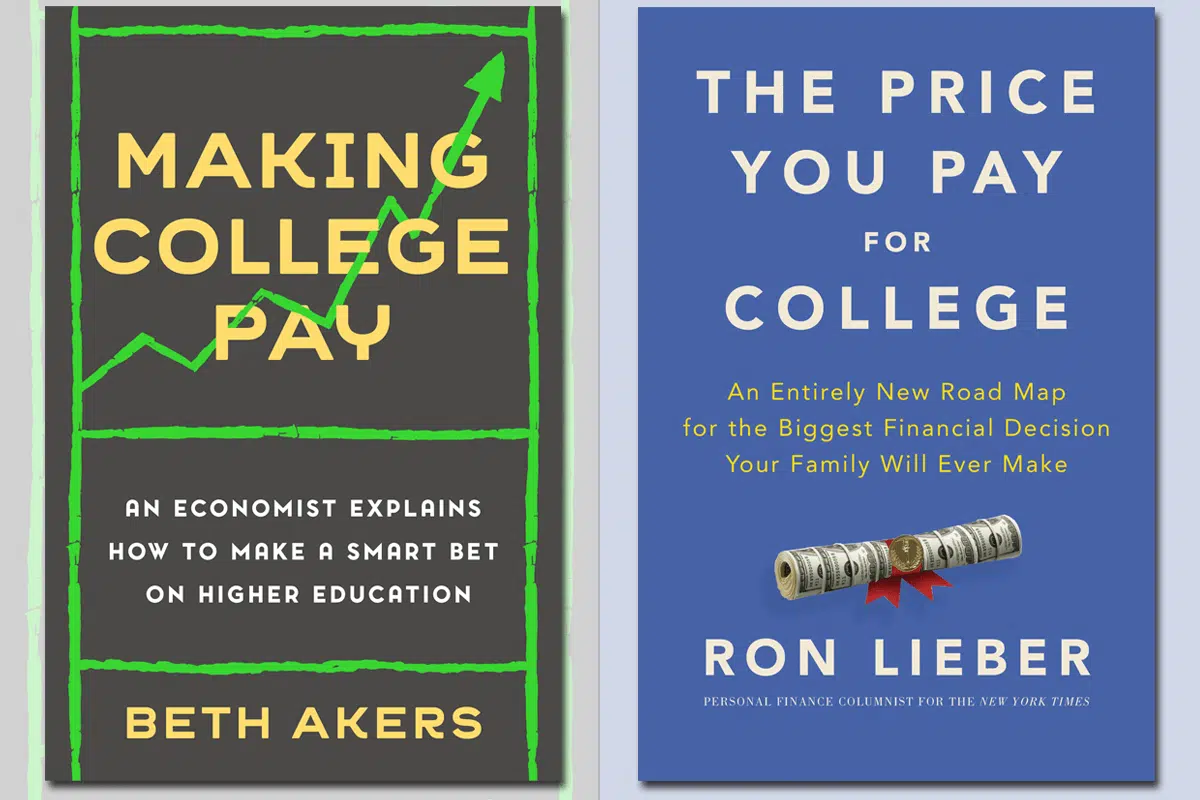 MAKING
COLLEGE
PAY
AN ECONOMIST EXPLAINS
HOW TO MAKE A SMART BET
ON HIGHER EDUCATION
BETH AKERS
THE PRICE
YOU PAY
FOR
COLLEGE
An Entirely New Road Map
for the Biggest Financial Decision
Your Family Will Ever Make
RON LIEBER
PERSONAL FINANCE COLUMNIST FOR THE NEW YORK TIMES